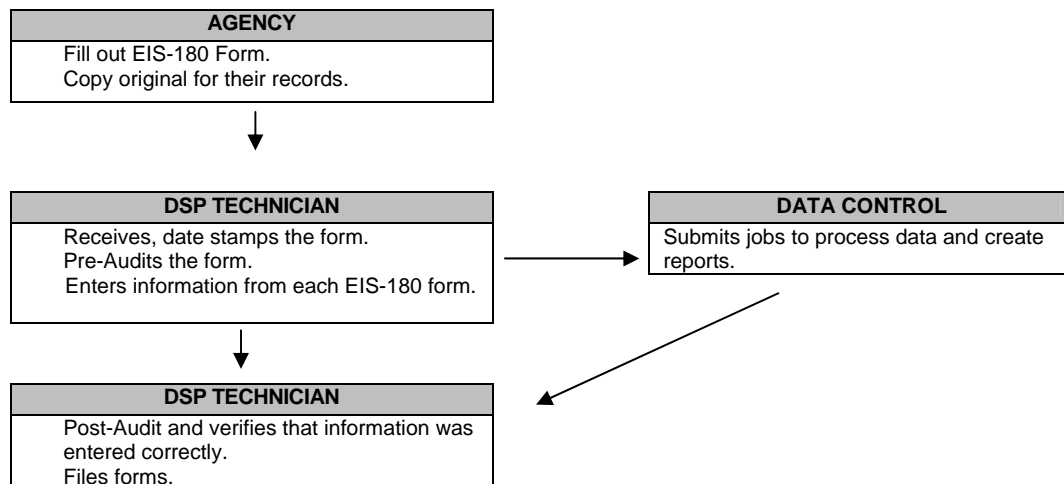 AGENCY
Fill out EIS-180 Form.
Copy original for their records.
DSP TECHNICIAN
Receives, date stamps the form.
Pre-Audits the form.
Enters information from each EIS-180 form.
DATA CONTROL
Submits jobs to process data and create
reports.
DSP TECHNICIAN
Post-Audit and verifies that information was
entered correctly.
Files forms.